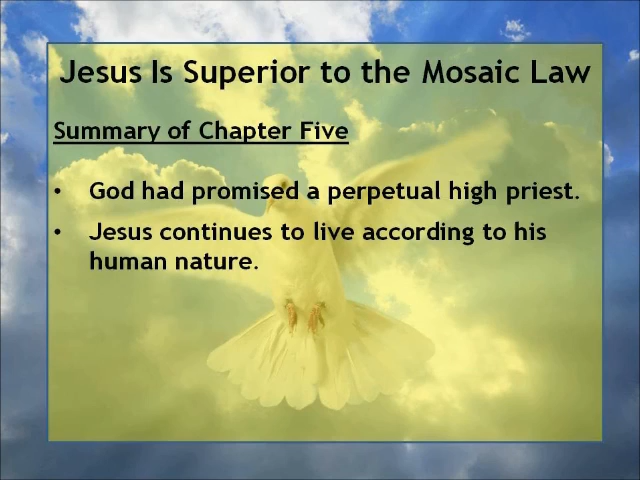 Jesus Is Superior to the Mosaic Law
Summary of Chapter Five
• God had promised a perpetual high priest.
• Jesus continues to live according to his
human nature.